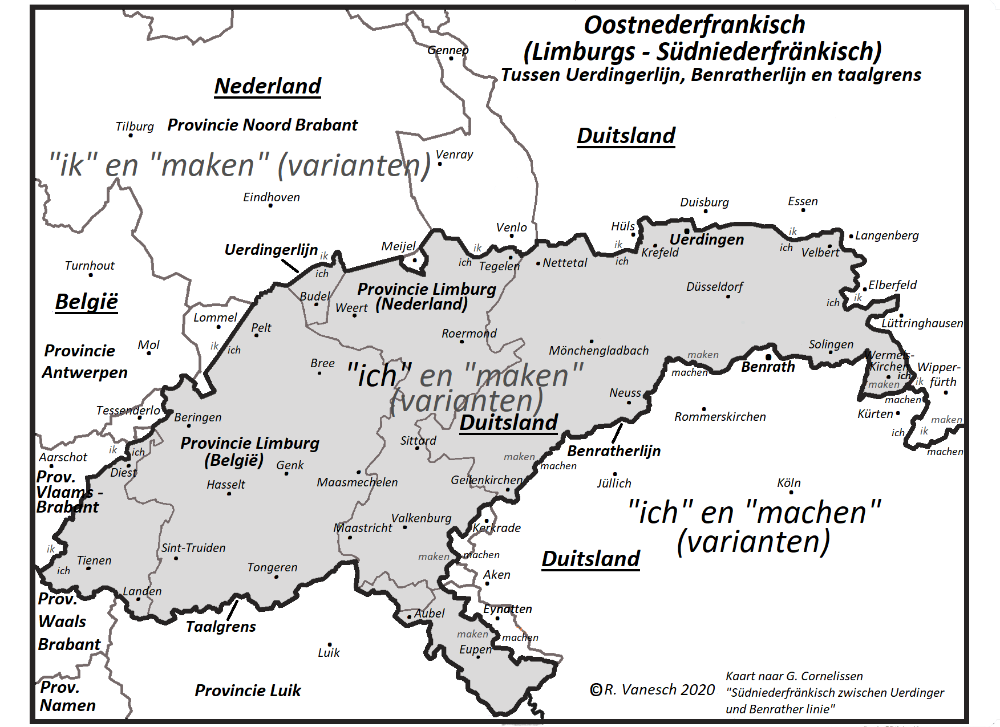 Oostnederfrankisch
(Limburgs - Südniederfränkisch)
Tussen Uerdingerlijn, Benratherlijn en taalgrens
Gennep
Nederland
Tilburg
Provincie Noord Brabant
Duitsland
"ik" en "maken" (varianten)
Venray
Eindhoven
Duisburg
Essen
Venlo
Hüls
ik
Langenberg
Uerdingen
Meijel
Uerdingerlijn
ik
ik
ik
ich
Krefeld
Velbert
Turnhout
ich
ich
Tegelen
Nettetal
ich
Provincie Limburg
(Nederland)
Düsseldorf
Elberfeld
België
Budel
Weert
ich
ik
Lommel
Pelt
Roermond
Lüttringhausen
Provincie
Antwerpen
Mol
ik
ich
Mönchengladbach
Solingen
maken
Wermels-
Kirchen
Wipper-
fürth
Bree
"ich" en "maken"
(varianten)
machen
Benrath
ich
ik
maken
Neuss
machen
Tessenderlo
Beringen
Rommerskirchen
Kürten
maken
Duitsland
ich
ik
Provincie Limburg
(België)
Sittard
Benratherlijn
machen
ik
ich
Aarschot
maken
machen
Genk
Diest
Prov.
Vlaams -
Brabant
Hasselt
Maasmechelen
Geilenkirchen
Jüllich
Köln
"ich" en "machen"
(varianten)
Valkenburg
Maastricht
Kerkrade
ik
Sint-Truiden
maken
machen
Duitsland
Tienen
ich
Tongeren
Aken
Landen
Prov.
Waals
Brabant
Taalgrens
Aubel
Eynatten
maken
machen
Eupen
Luik
Prov.
Namen
Provincie Luik
©R. Vanesch 2020
Kaart naar G. Cornelissen
"Südniederfränkisch zwischen Uerdinger
und Benrather linie"